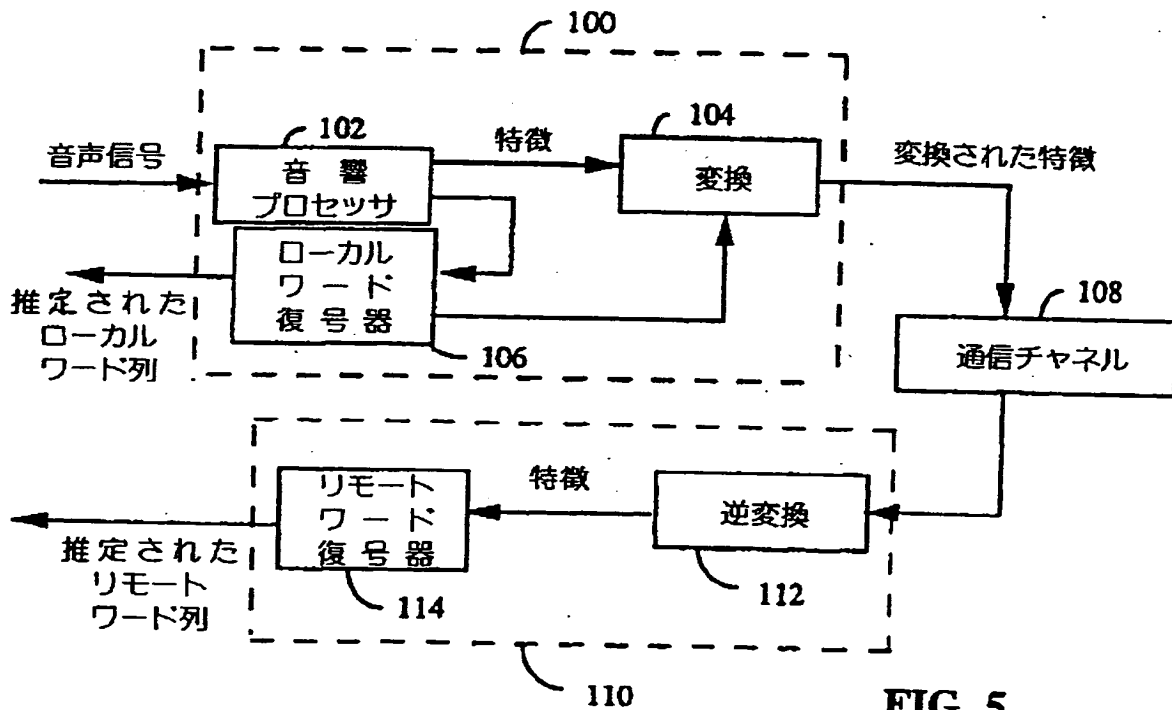 100
102
特徴
104
音声信号
音響
プロセッサ
変換
変換された特徴
ローカル
ワード
復号器
推定された
ローカル
ワード列
106
108
通信チャネル
リモート
ワード
復号器
特徴
逆変換
推定された
リモート
ワード列
114
112
110
FIG. 5